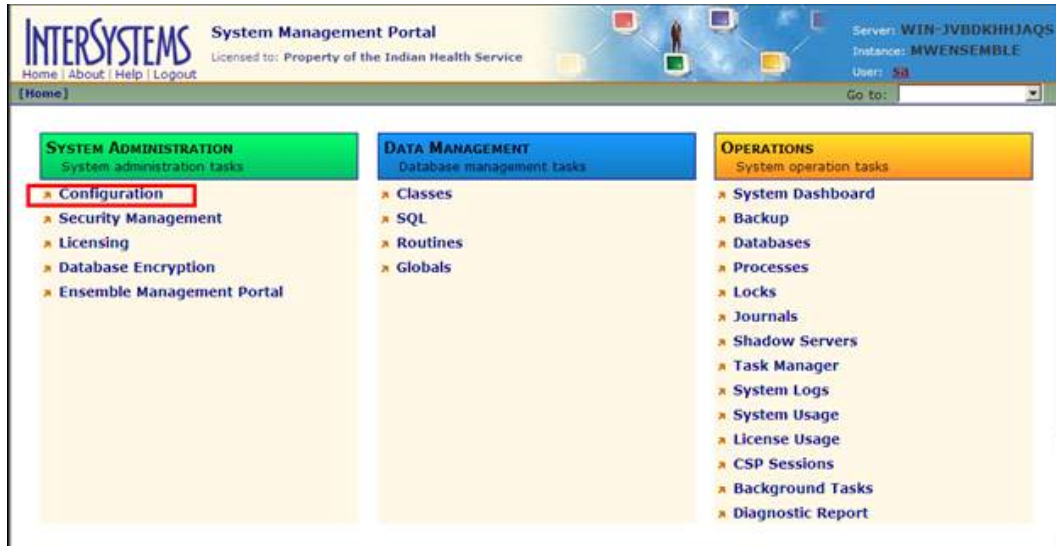 INTERSYSTEMS
System Management Portal
Licensed to: Property of the Indian Health Service
Home | About | Help | Logout
Server: WIN-JVBDKHHJAQS
Instance: MWENSEMBLE
User: sa
[Home]
Go to:
SYSTEM ADMINISTRATION
System administration tasks
Configuration
Security Management
Licensing
Database Encryption
Ensemble Management Portal
DATA MANAGEMENT
Database management tasks
Classes
SQL
Routines
Globals
OPERATIONS
System operation tasks
System Dashboard
Backup
Databases
Processes
Locks
Journals
Shadow Servers
Task Manager
System Logs
System Usage
License Usage
CSP Sessions
Background Tasks
Diagnostic Report